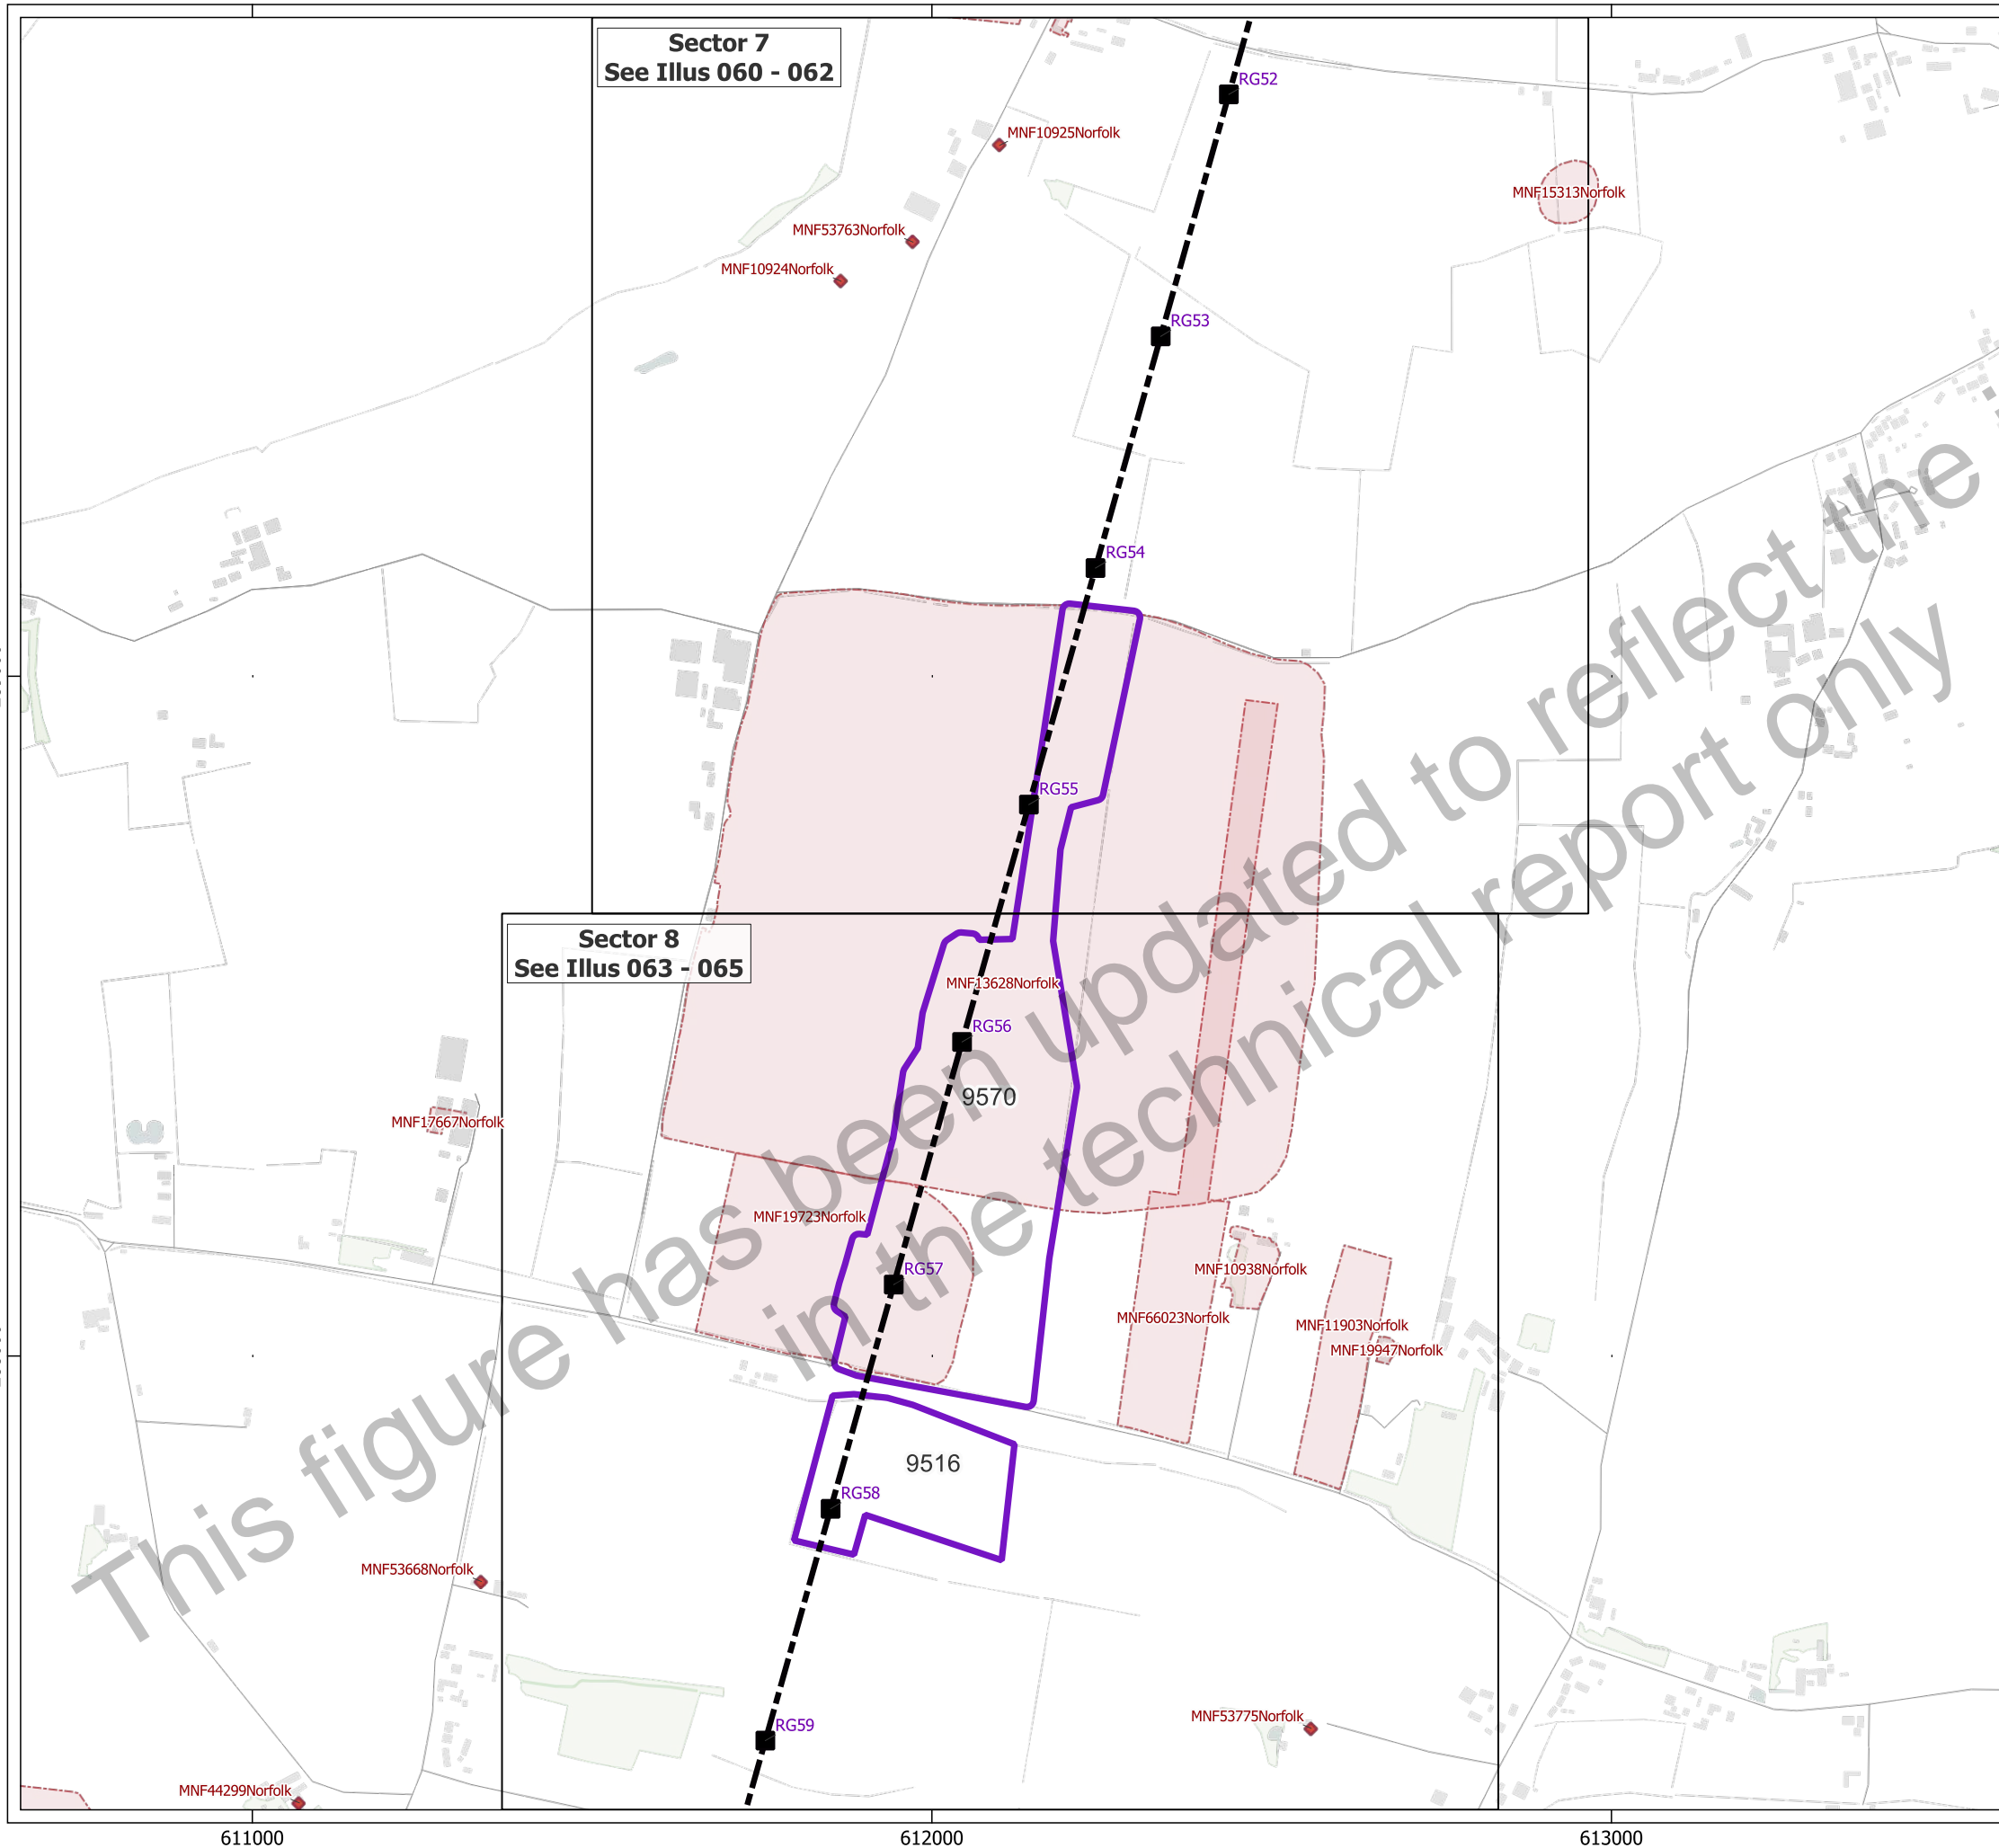 Sector 7
See Illus 060 - 062
RG52
MNF10925Norfolk
MNF15313Norfolk
MNF53763Norfolk
MNF10924Norfolk
RG53
RG54
RG55
Sector 8
See Illus 063 - 065
MNF13628Norfolk
RG56
9570
MNF17667Norfolk
MNF19723Norfolk
RG57
MNF10938Norfolk
MNF66023Norfolk
MNF11903Norfolk
MNF19947Norfolk
9516
RG58
MNF53668Norfolk
MNF53775Norfolk
RG59
MNF44299Norfolk
611000
612000
613000
This figure has been updated to reflect the
in the technical report only